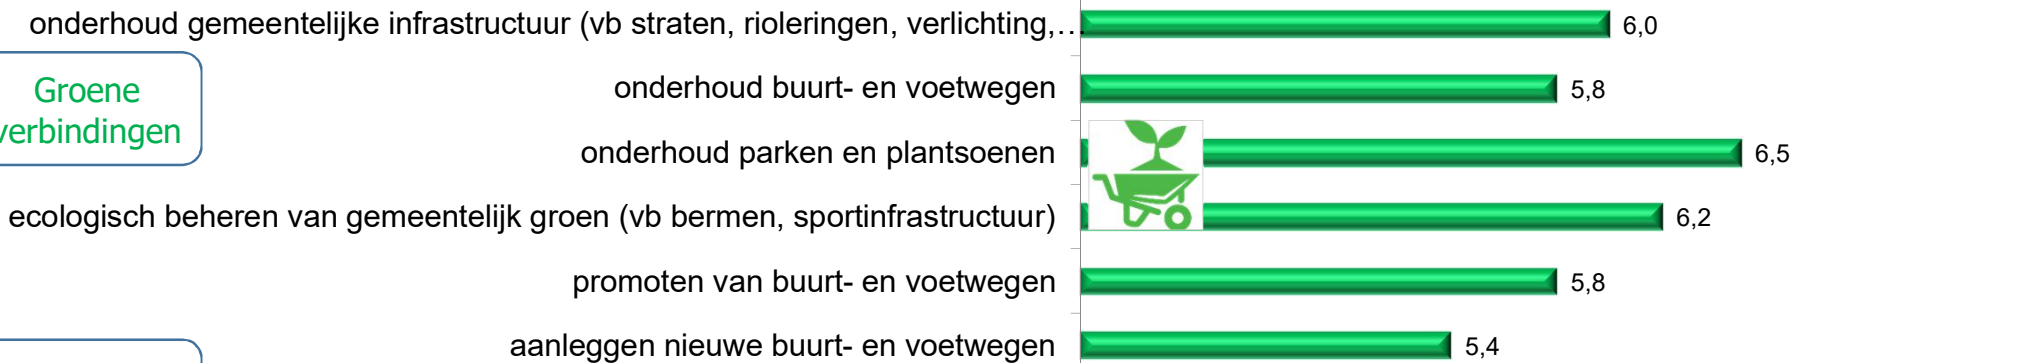 onderhoud gemeentelijke infrastructuur (vb straten, rioleringen, verlichting,… 6,0
Groene
verbindingen
onderhoud buurt- en voetwegen 5,8
onderhoud parken en plantsoenen 6,5
ecologisch beheren van gemeentelijk groen (vb bermen, sportinfrastructuur) 6,2
promoten van buurt- en voetwegen 5,8
aanleggen nieuwe buurt- en voetwegen 5,4